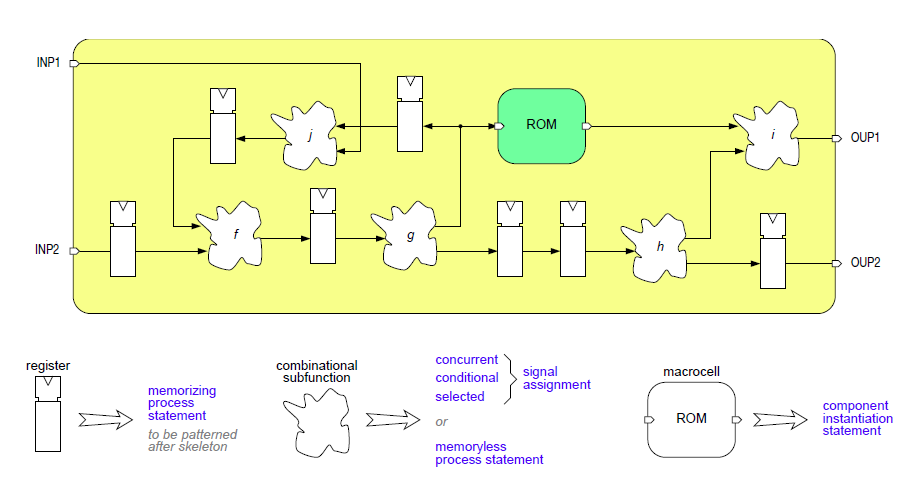 INP1
j
ROM
i
OUP1
INP2
f
g
h
OUP2
register
memorizing
process
statement
to be patterned
after skeleton
combinational
subfunction
concurrent
conditional
selected
signal
assignment
or
memoryless
process statement
macrocell
ROM
component
instantiation
statement